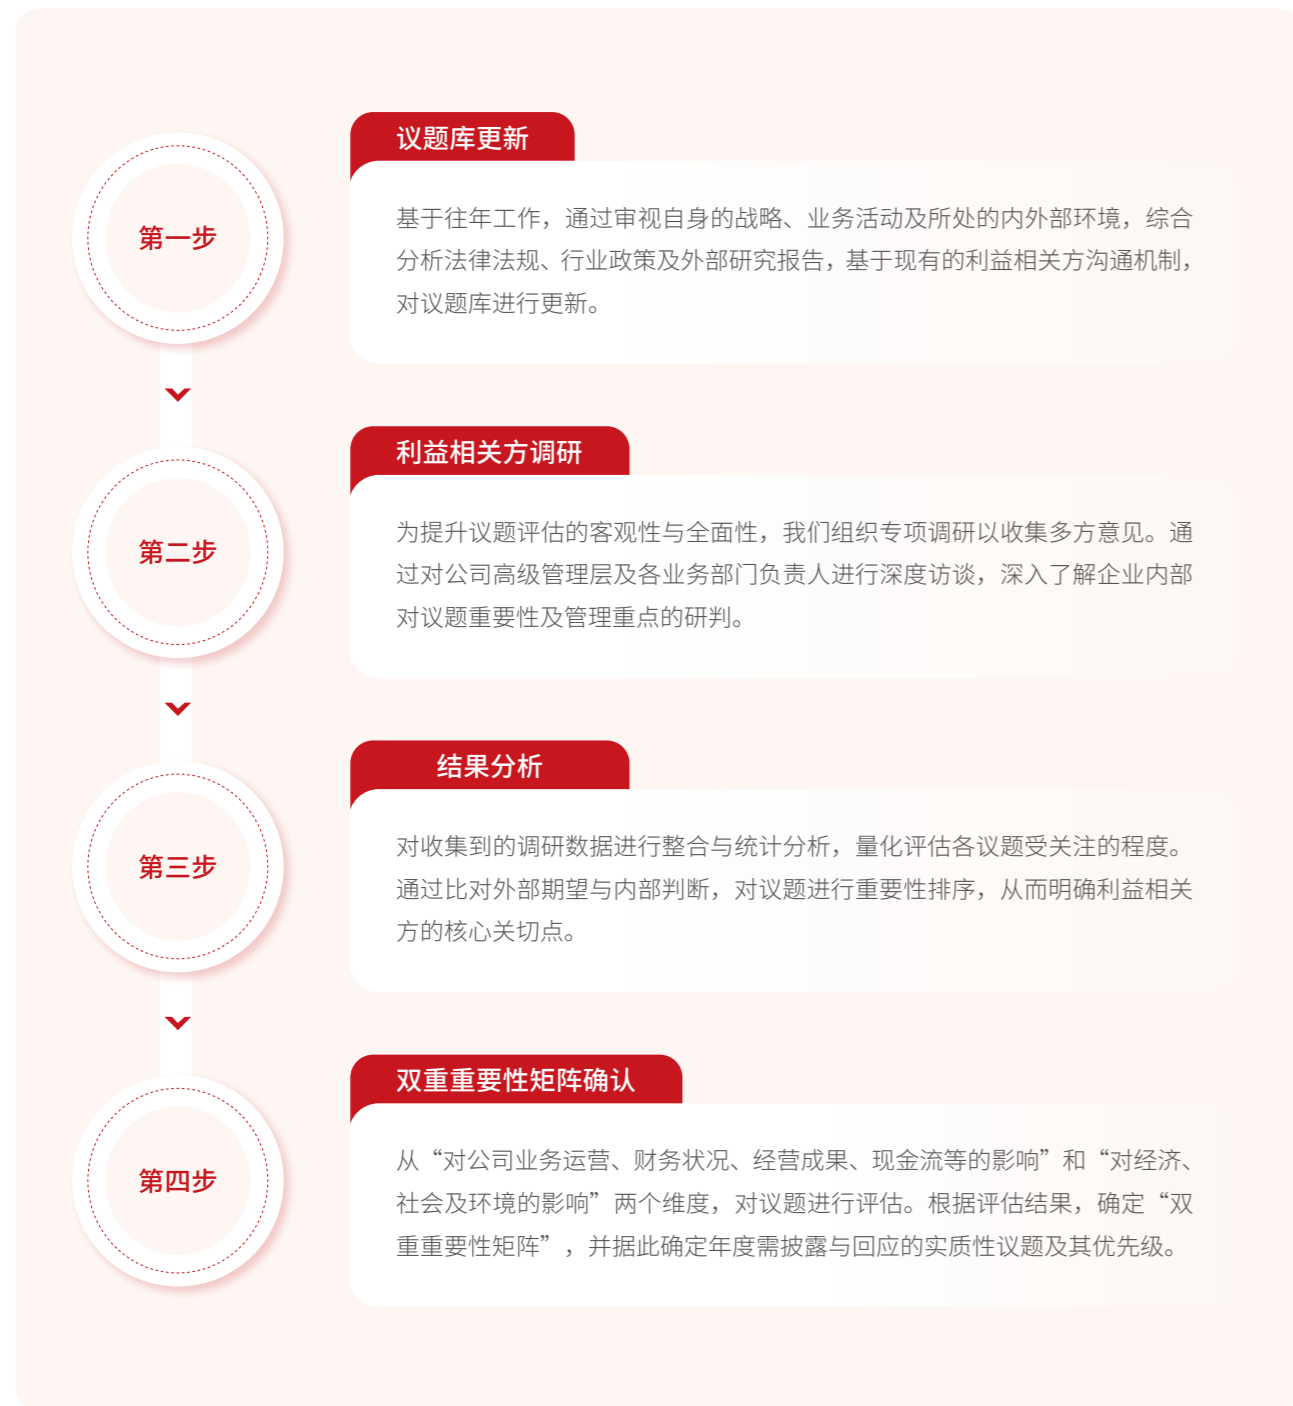 第一步
议题库更新
基于往年工作，通过审视自身的战略、业务活动及所处的内外部环境，综合
分析法律法规、行业政策及外部研究报告，基于现有的利益相关方沟通机制，
对议题库进行更新。
第二步
利益相关方调研
为提升议题评估的客观性与全面性，我们组织专项调研以收集多方意见。通
过对公司高级管理层及各业务部门负责人进行深度访谈，深入了解企业内部
对议题重要性及管理重点的研判。
第三步
结果分析
对收集到的调研数据进行整合与统计分析，量化评估各议题受关注的程度。
通过比对外部期望与内部判断，对议题进行重要性排序，从而明确利益相关
方的核心关切点。
第四步
双重重要性矩阵确认
从“对公司业务运营、财务状况、经营成果、现金流等的影响”和“对经济、
社会及环境的影响”两个维度，对议题进行评估。根据评估结果，确定“双
重重要性矩阵”，并据此确定年度需披露与回应的实质性议题及其优先级。